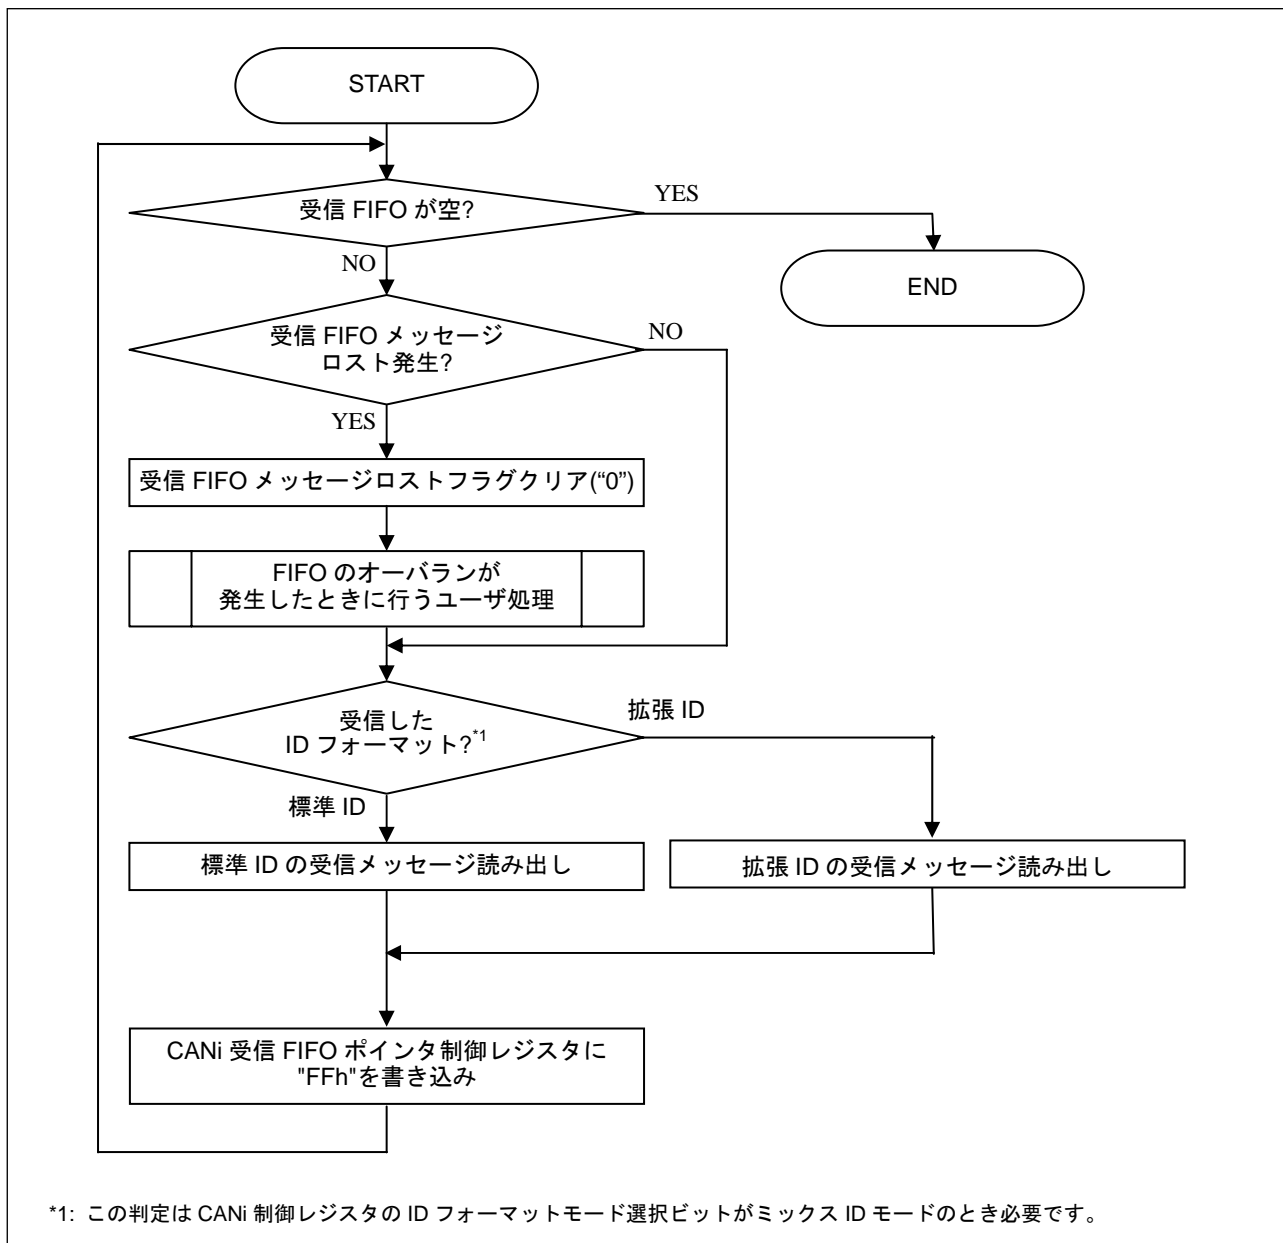 START
受信 FIFO が空?
YES
END
NO
受信 FIFO メッセージ
ロスト発生?
NO
YES
受信 FIFO メッセージロストフラグクリア(“0”)
FIFO のオーバランが
発生したときに行うユーザ処理
受信した
ID フォーマット?*1
拡張 ID
標準 ID
標準 ID の受信メッセージ読み出し
拡張 ID の受信メッセージ読み出し
CANi 受信 FIFO ポインタ制御レジスタに
"FFh"を書き込み
*1: この判定は CANi 制御レジスタの ID フォーマットモード選択ビットがミックス ID モードのとき必要です。